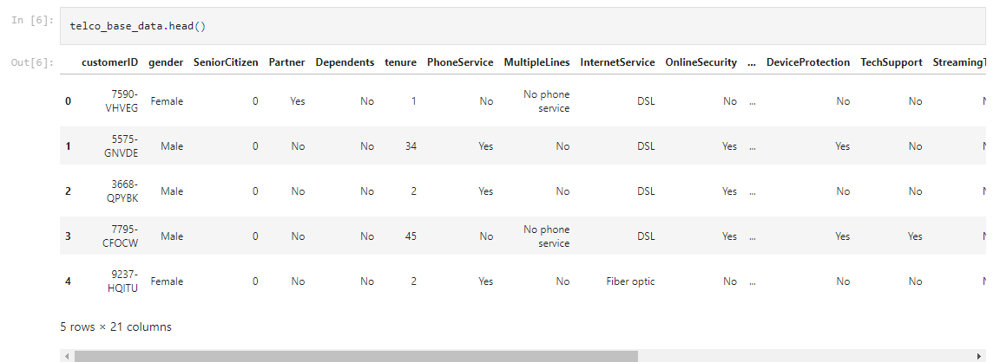 In [6]: telco_base_data.head()
Out[6]: customerID gender SeniorCitizen Partner Dependents tenure PhoneService MultipleLines InternetService OnlineSecurity ... DeviceProtection TechSupport StreamingT
0 7590-VHVEG Female 0 Yes No 1 No No phone service DSL No ... No No N
1 5575-GNVDE Male 0 No No 34 Yes No DSL Yes ... Yes No N
2 3668-QPYBK Male 0 No No 2 Yes No DSL Yes ... No No N
3 7795-CFOCW Male 0 No No 45 No No phone service DSL Yes ... Yes Yes N
4 9237-HQITU Female 0 No No 2 Yes No Fiber optic No ... No No N
5 rows × 21 columns